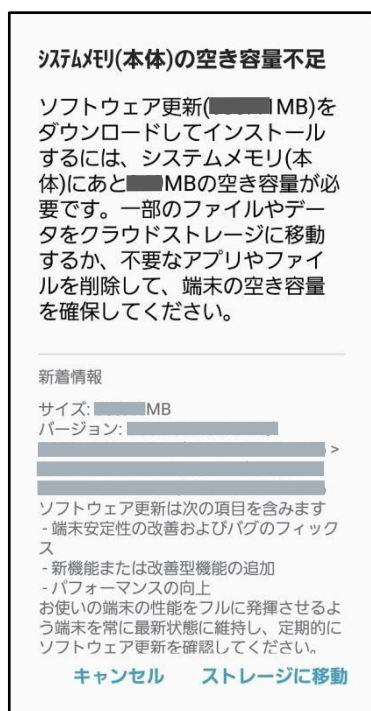 システムメモリ(本体)の空き容量不足
ソフトウェア更新( MB)を
ダウンロードしてインストール
するには、システムメモリ(本
体)にあと MBの空き容量が必
要です。一部のファイルやデー
タをクラウドストレージに移動
するか、不要なアプリやファイ
ルを削除して、端末の空き容量
を確保してください。
新着情報
サイズ: MB
バージョン:
>
ソフトウェア更新は次の項目を含みます
- 端末安定性の改善およびバグのフィック
ス
- 新機能または改善型機能の追加
- パフォーマンスの向上
お使いの端末の性能をフルに発揮させるよ
う端末を常に最新状態に維持し、定期的に
ソフトウェア更新を確認してください。
キャンセル ストレージに移動